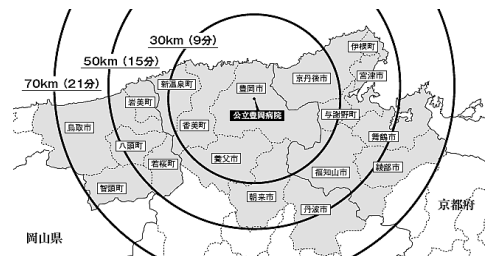 30km (9分)
50km (15分)
70km (21分)
伊根町
京丹後市
宮津市
新温泉町
豊岡市
岩美町
公立豊岡病院
与謝野町
鳥取市
香美町
舞鶴市
八頭町
若桜町
養父市
綾部市
福知山市
智頭町
朝来市
丹波市
京都府
岡山県